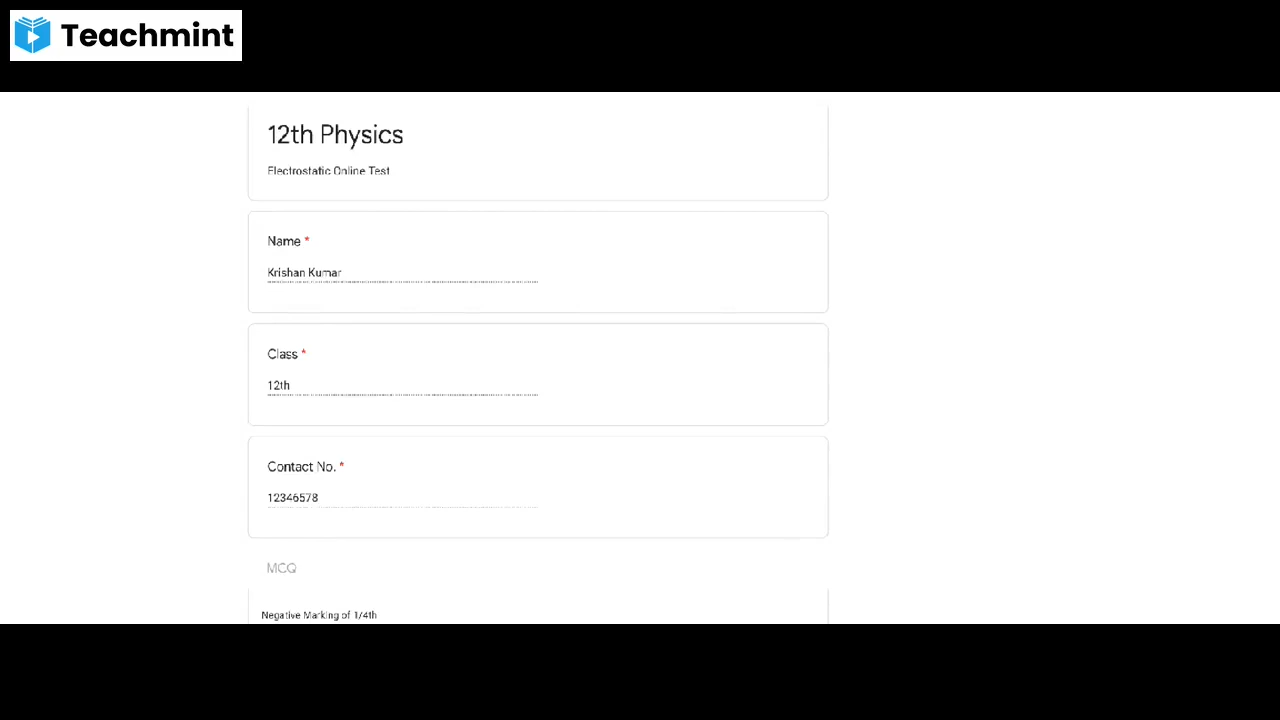 Teachmint
12th Physics
Electrostatic Online Test
Name *
Krishan Kumar
Class *
12th
Contact No. *
12346578
MCQ
Negative Marking of 1/4th